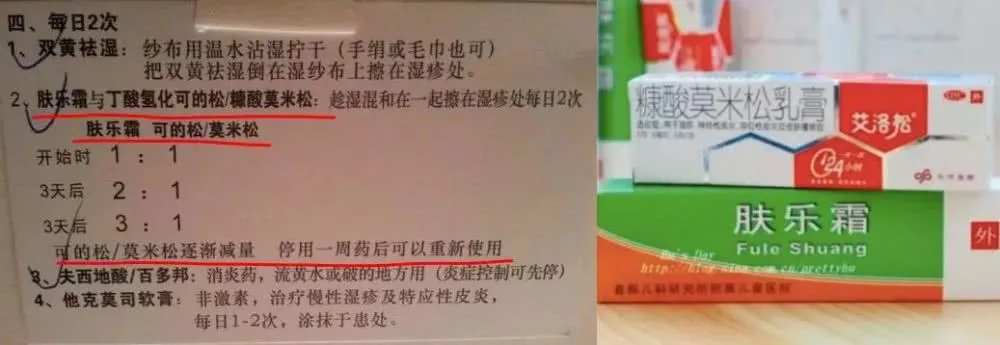 四、每日2次
1、双黄祛湿：纱布用温水沾湿拧干（手绢或毛巾也可）
把双黄祛湿倒在湿纱布上擦在湿疹处。
2、肤乐霜与丁酸氢化可的松/糠酸莫米松：趁湿混和在一起擦在湿疹处每日2次
肤乐霜 可的松/莫米松
开始时 1：1
3天后 2：1
3天后 3：1
可的松/莫米松逐渐减量 停用一周药后可以重新使用
3、夫西地酸/百多邦：消炎药，流黄水或破的地方用（炎症控制可先停）
4、他克莫司软膏：非激素，治疗慢性湿疹及特应性皮炎，
每日1-2次，涂抹于患处。
糠酸莫米松乳膏
OTC 外
艾洛松®
24小时
肤乐霜
Fule Shuang
外